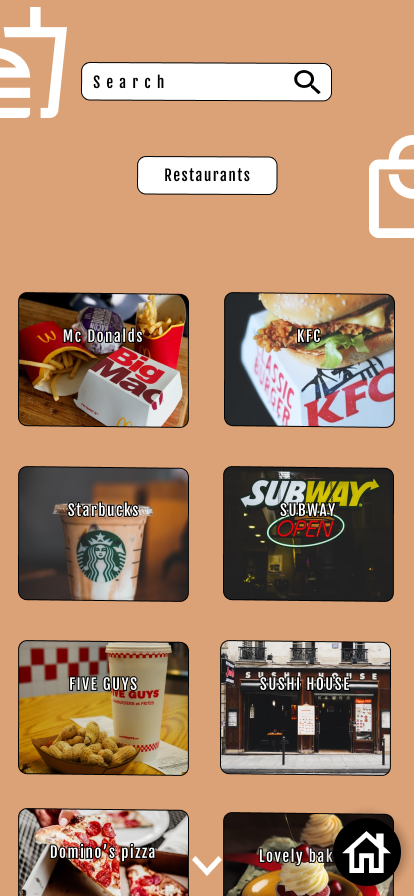 Search
Restaurants
Mc Donalds
Big
Mac
KFC
CLASSIC
BURGER
KFC
Starbucks
SUBWAY
SUBWAY
OPEN
FIVE GUYS
FIVE GUYS
SUSHI HOUSE
Domino's pizza
Lovely bak